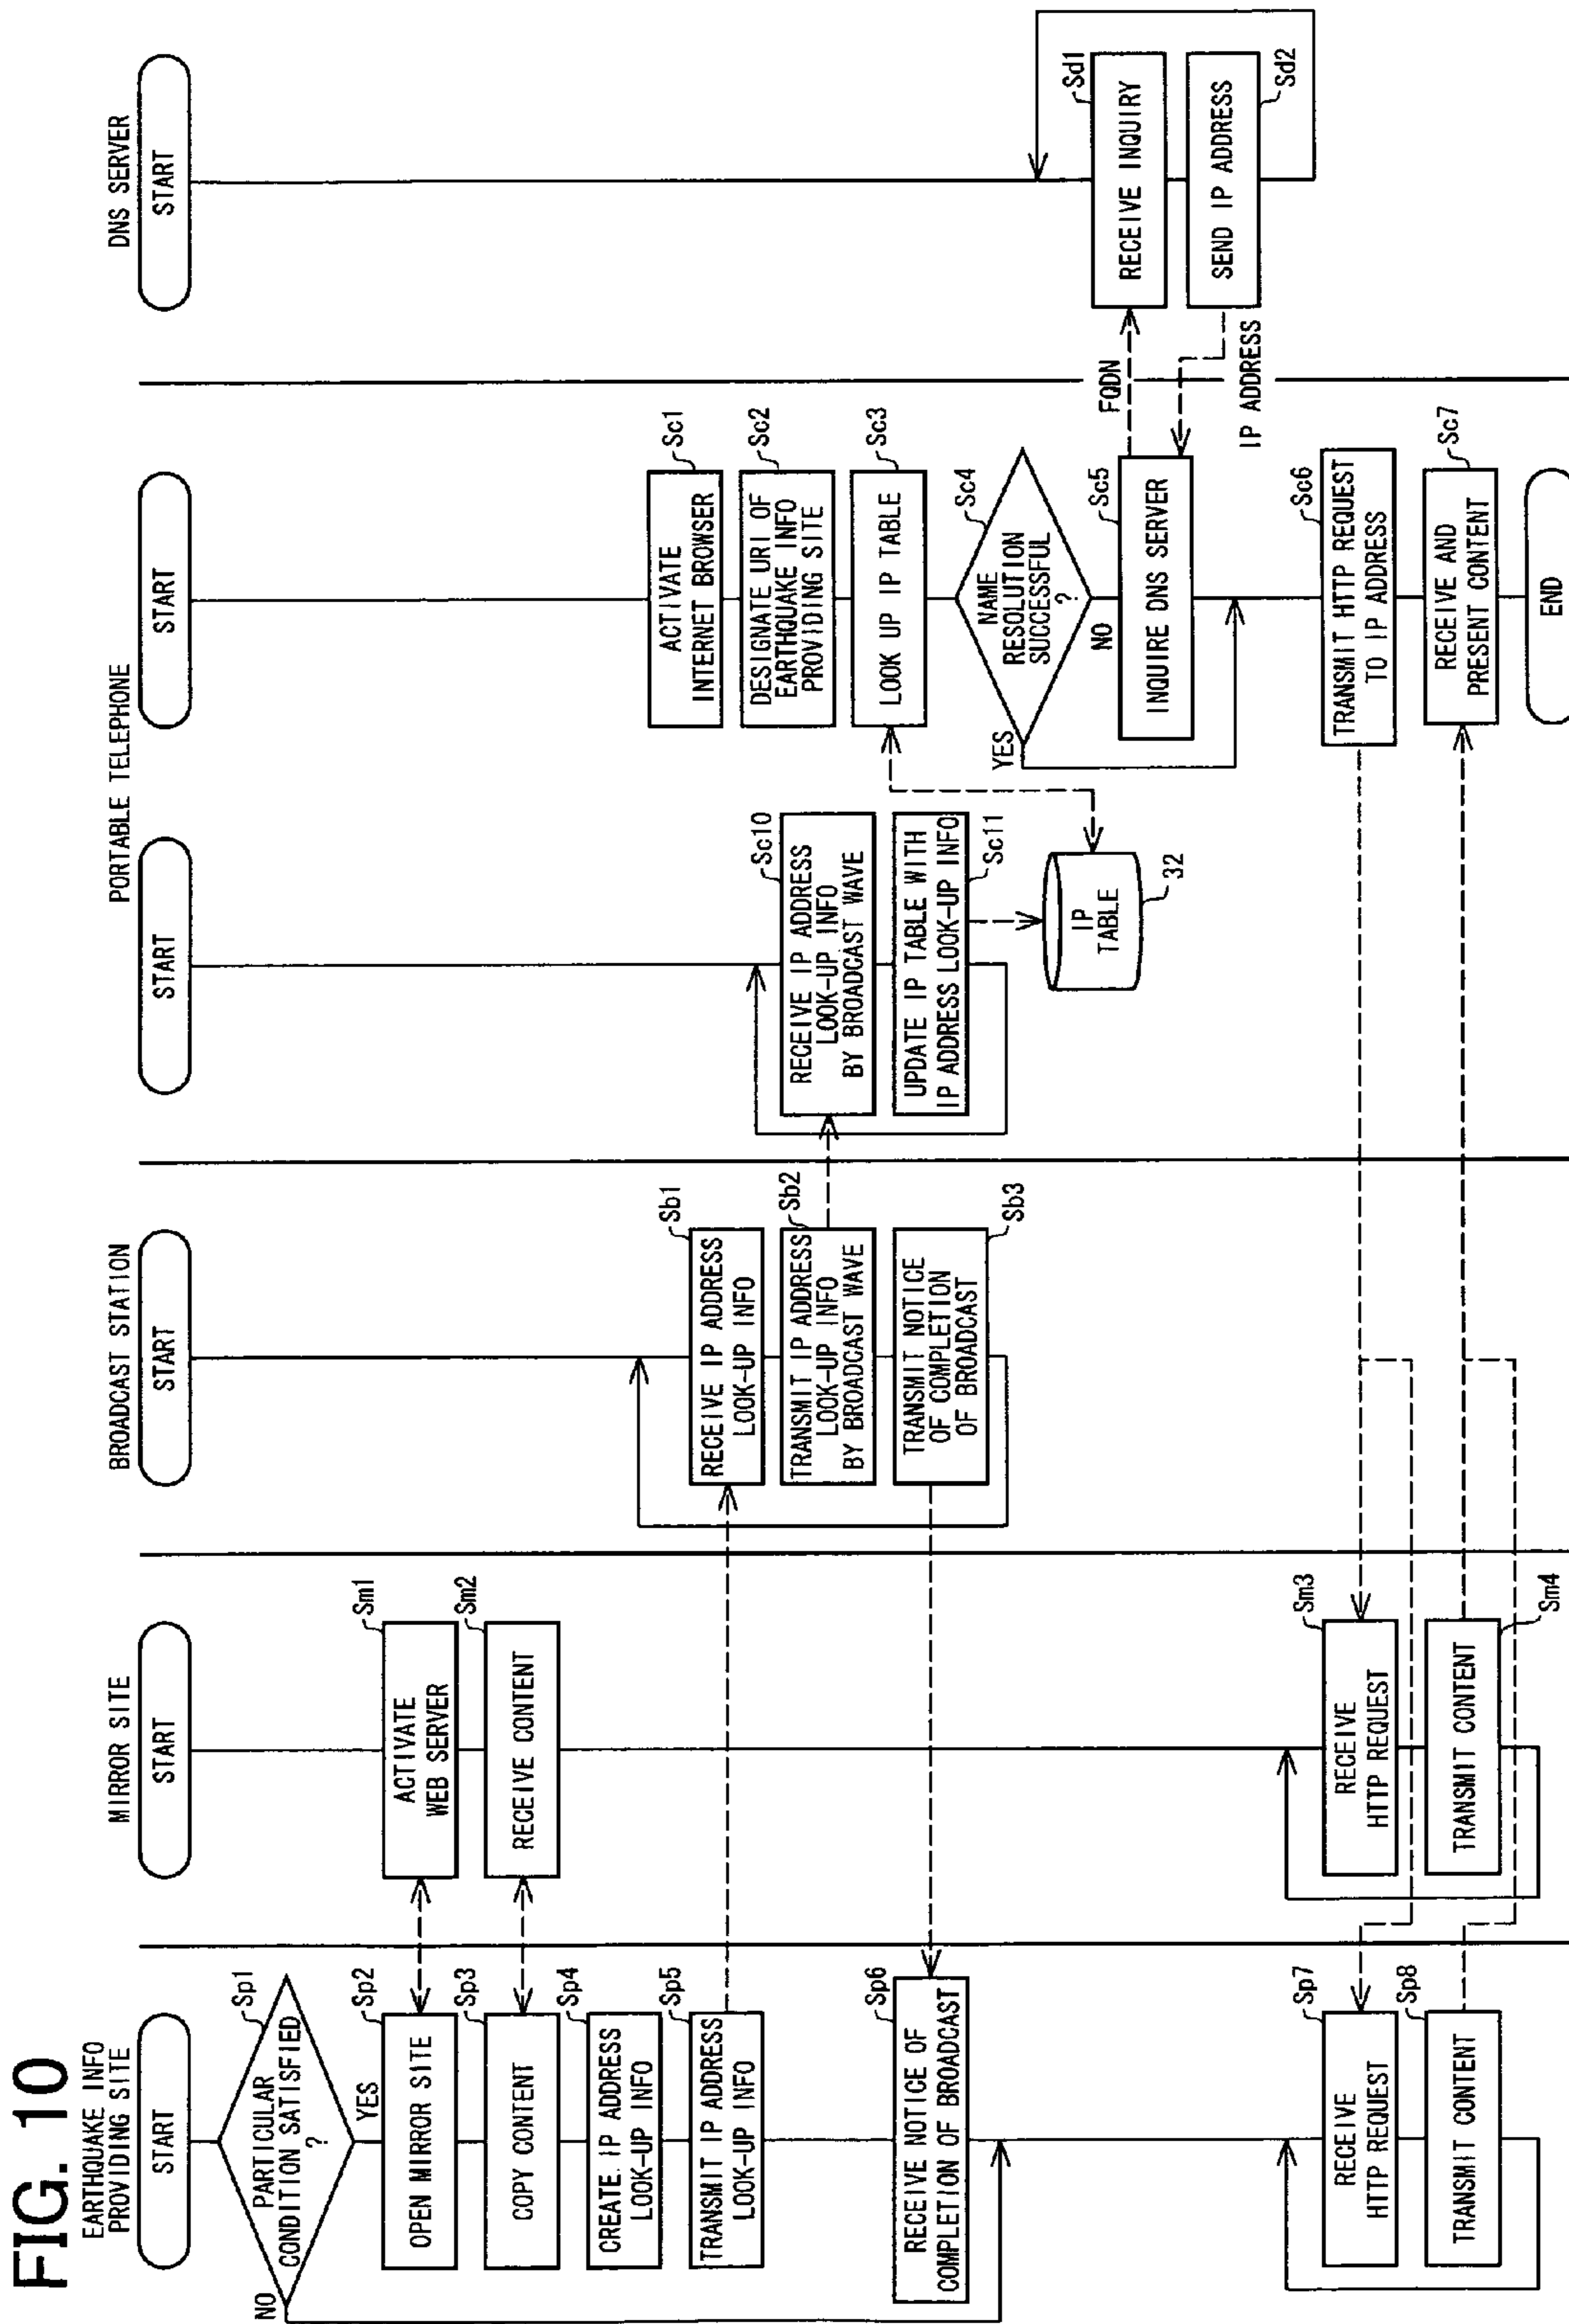 FIG. 10
EARTHQUAKE INFO
PROVIDING SITE
START
PARTICULAR
CONDITION SATISFIED
?
Sp1
NO
YES
OPEN MIRROR SITE
Sp2
COPY CONTENT
Sp3
CREATE IP ADDRESS
LOOK-UP INFO
Sp4
TRANSMIT IP ADDRESS
LOOK-UP INFO
Sp5
RECEIVE NOTICE OF
COMPLETION OF BROADCAST
Sp6
RECEIVE
HTTP REQUEST
Sp7
TRANSMIT CONTENT
Sp8
MIRROR SITE
START
ACTIVATE
WEB SERVER
Sm1
RECEIVE CONTENT
Sm2
RECEIVE
HTTP REQUEST
Sm3
TRANSMIT CONTENT
Sm4
BROADCAST STATION
START
RECEIVE IP ADDRESS
LOOK-UP INFO
Sb1
TRANSMIT IP ADDRESS
LOOK-UP INFO
BY BROADCAST WAVE
Sb2
TRANSMIT NOTICE
OF COMPLETION
OF BROADCAST
Sb3
PORTABLE TELEPHONE
START
RECEIVE IP ADDRESS
LOOK-UP INFO
BY BROADCAST WAVE
Sc10
UPDATE IP TABLE WITH
IP ADDRESS LOOK-UP INFO
Sc11
IP
TABLE
32
START
ACTIVATE
INTERNET BROWSER
Sc1
DESIGNATE URI OF
EARTHQUAKE INFO
PROVIDING SITE
Sc2
LOOK UP IP TABLE
Sc3
NAME
RESOLUTION
SUCCESSFUL
?
Sc4
YES
NO
INQUIRE DNS SERVER
Sc5
TRANSMIT HTTP REQUEST
TO IP ADDRESS
Sc6
RECEIVE AND
PRESENT CONTENT
Sc7
END
FQDN
IP ADDRESS
DNS SERVER
START
RECEIVE INQUIRY
Sd1
SEND IP ADDRESS
Sd2